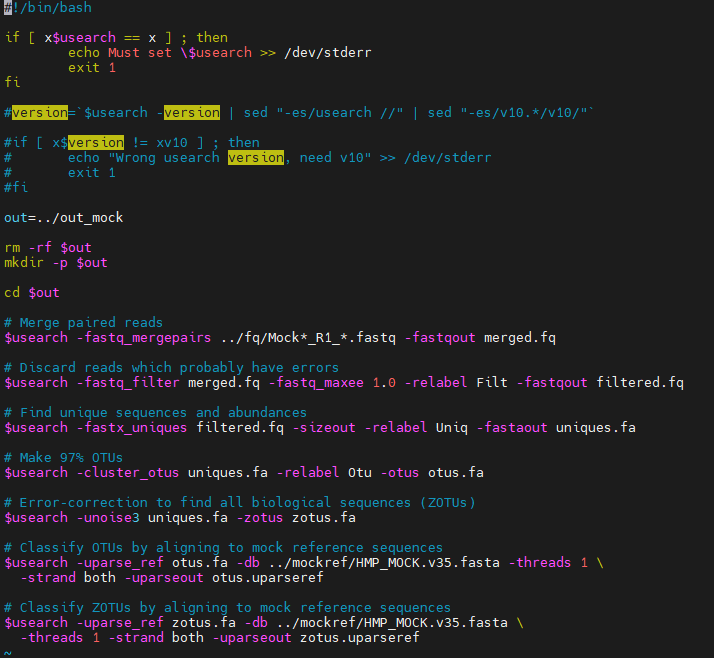 #!/bin/bash
if [ x$usearch == x ] ; then
        echo Must set \$usearch >> /dev/stderr
        exit 1
fi
#version=`$usearch -version | sed "-es/usearch //" | sed "-es/v10.*/v10/"`
#if [ x$version != xv10 ] ; then
#       echo "Wrong usearch version, need v10" >> /dev/stderr
#       exit 1
#fi
out=../out_mock
rm -rf $out
mkdir -p $out
cd $out
# Merge paired reads
$usearch -fastq_mergepairs ../fq/Mock*_R1_*.fastq -fastqout merged.fq
# Discard reads which probably have errors
$usearch -fastq_filter merged.fq -fastq_maxee 1.0 -relabel Filt -fastqout filtered.fq
# Find unique sequences and abundances
$usearch -fastx_uniques filtered.fq -sizeout -relabel Uniq -fastaout uniques.fa
# Make 97% OTUs
$usearch -cluster_otus uniques.fa -relabel Otu -otus otus.fa
# Error-correction to find all biological sequences (ZOTUs)
$usearch -unoise3 uniques.fa -zotus zotus.fa
# Classify OTUs by aligning to mock reference sequences
$usearch -uparse_ref otus.fa -db ../mockref/HMP_MOCK.v35.fasta -threads 1 \
  -strand both -uparseout otus.uparseref
# Classify ZOTUs by aligning to mock reference sequences
$usearch -uparse_ref zotus.fa -db ../mockref/HMP_MOCK.v35.fasta \
  -threads 1 -strand both -uparseout zotus.uparseref
~